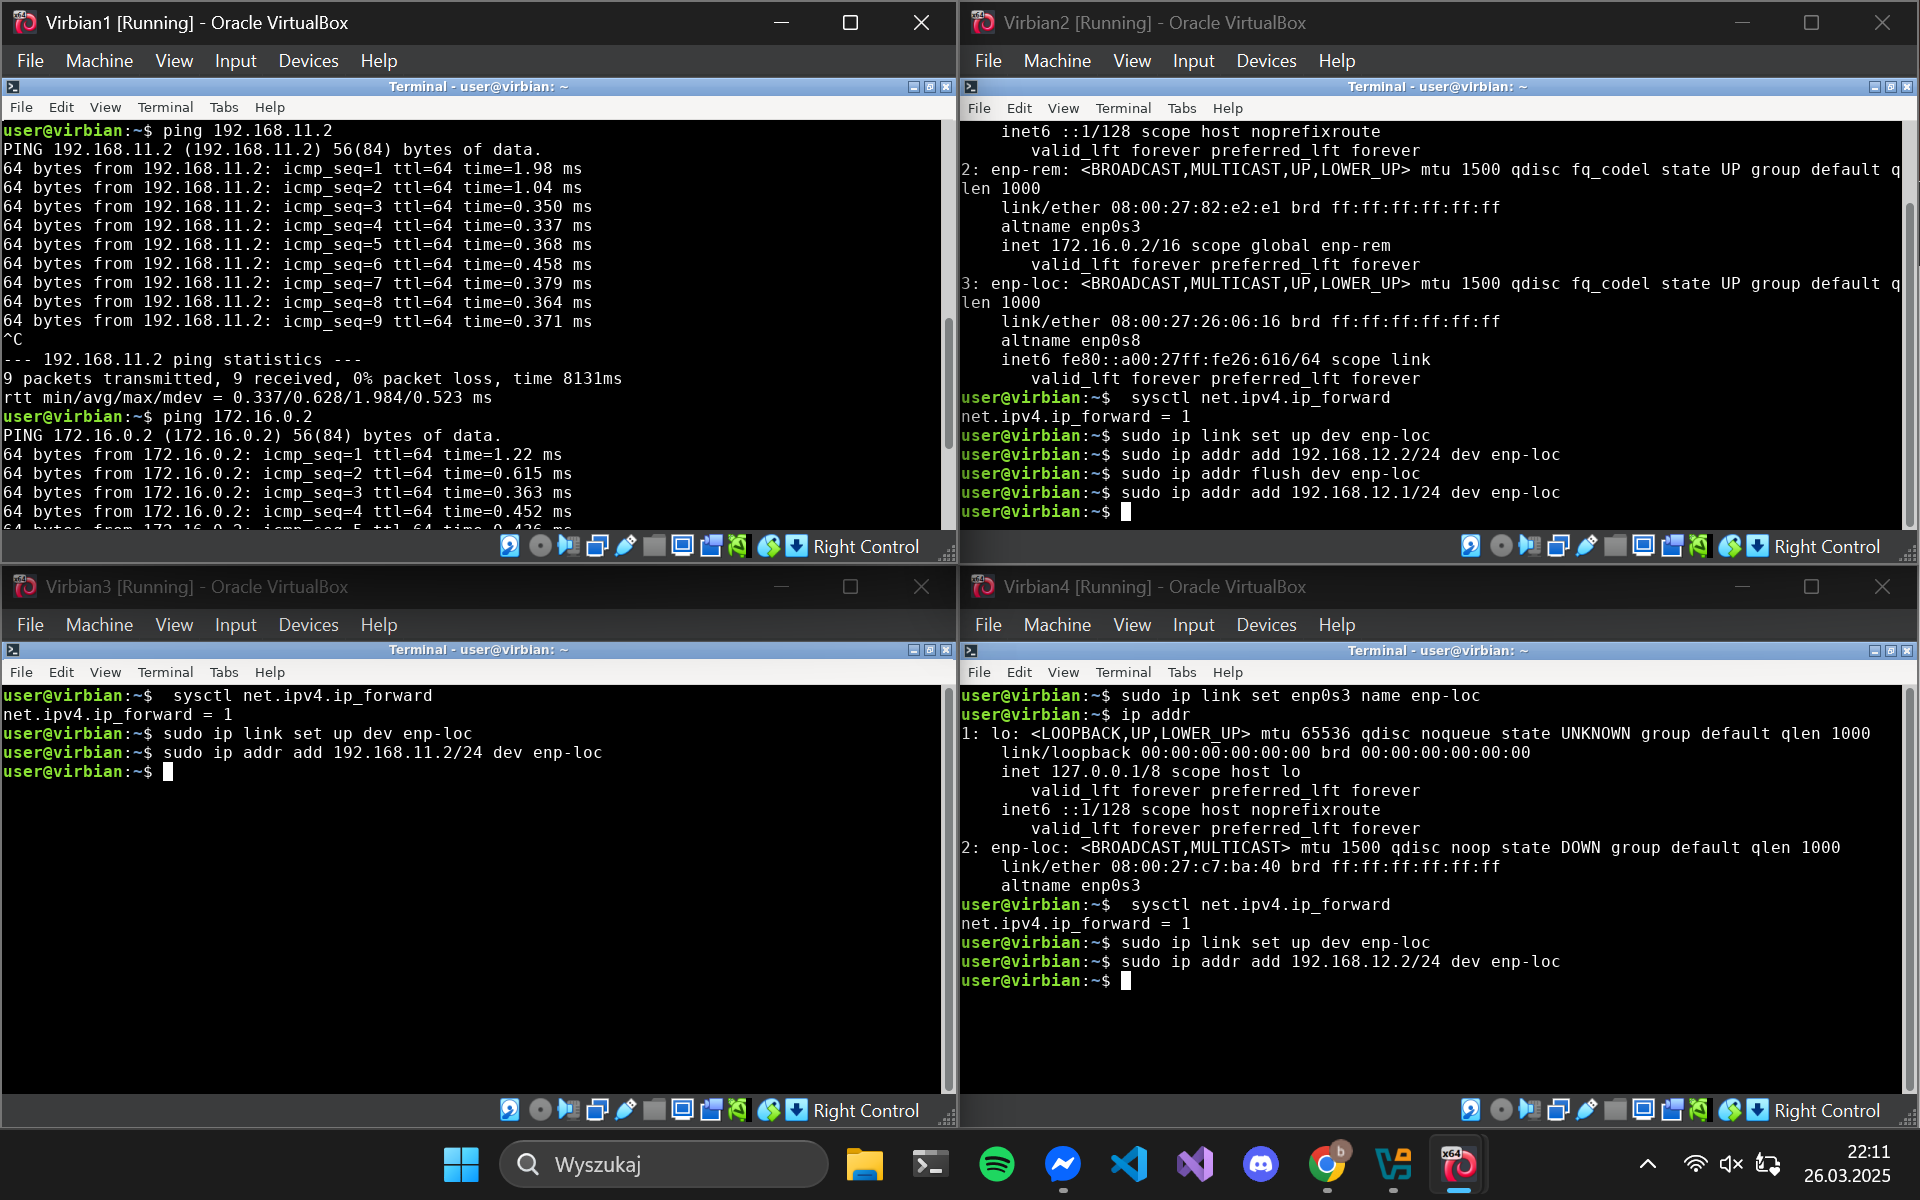 Virbian1 [Running] - Oracle VirtualBox
File Machine View Input Devices Help
Terminal - user@virbian: ~
File Edit View Terminal Tabs Help
user@virbian:~$ ping 192.168.11.2
PING 192.168.11.2 (192.168.11.2) 56(84) bytes of data.
64 bytes from 192.168.11.2: icmp_seq=1 ttl=64 time=1.98 ms
64 bytes from 192.168.11.2: icmp_seq=2 ttl=64 time=1.04 ms
64 bytes from 192.168.11.2: icmp_seq=3 ttl=64 time=0.350 ms
64 bytes from 192.168.11.2: icmp_seq=4 ttl=64 time=0.337 ms
64 bytes from 192.168.11.2: icmp_seq=5 ttl=64 time=0.368 ms
64 bytes from 192.168.11.2: icmp_seq=6 ttl=64 time=0.458 ms
64 bytes from 192.168.11.2: icmp_seq=7 ttl=64 time=0.379 ms
64 bytes from 192.168.11.2: icmp_seq=8 ttl=64 time=0.364 ms
64 bytes from 192.168.11.2: icmp_seq=9 ttl=64 time=0.371 ms
^C
--- 192.168.11.2 ping statistics ---
9 packets transmitted, 9 received, 0% packet loss, time 8131ms
rtt min/avg/max/mdev = 0.337/0.628/1.984/0.523 ms
user@virbian:~$ ping 172.16.0.2
PING 172.16.0.2 (172.16.0.2) 56(84) bytes of data.
64 bytes from 172.16.0.2: icmp_seq=1 ttl=64 time=1.22 ms
64 bytes from 172.16.0.2: icmp_seq=2 ttl=64 time=0.615 ms
64 bytes from 172.16.0.2: icmp_seq=3 ttl=64 time=0.363 ms
64 bytes from 172.16.0.2: icmp_seq=4 ttl=64 time=0.452 ms
64 bytes from 172.16.0.2: icmp_seq=5 ttl=64 time=0.436 ms
Right Control
Virbian2 [Running] - Oracle VirtualBox
File Machine View Input Devices Help
Terminal - user@virbian: ~
File Edit View Terminal Tabs Help
inet6 ::1/128 scope host noprefixroute
valid_lft forever preferred_lft forever
2: enp-rem: <BROADCAST,MULTICAST,UP,LOWER_UP> mtu 1500 qdisc fq_codel state UP group default q
len 1000
link/ether 08:00:27:82:e2:e1 brd ff:ff:ff:ff:ff:ff
altname enp0s3
inet 172.16.0.2/16 scope global enp-rem
valid_lft forever preferred_lft forever
3: enp-loc: <BROADCAST,MULTICAST,UP,LOWER_UP> mtu 1500 qdisc fq_codel state UP group default q
len 1000
link/ether 08:00:27:26:06:16 brd ff:ff:ff:ff:ff:ff
altname enp0s8
inet6 fe80::a00:27ff:fe26:616/64 scope link
valid_lft forever preferred_lft forever
user@virbian:~$  sysctl net.ipv4.ip_forward
net.ipv4.ip_forward = 1
user@virbian:~$ sudo ip link set up dev enp-loc
user@virbian:~$ sudo ip addr add 192.168.12.2/24 dev enp-loc
user@virbian:~$ sudo ip addr flush dev enp-loc
user@virbian:~$ sudo ip addr add 192.168.12.1/24 dev enp-loc
user@virbian:~$
Right Control
Virbian3 [Running] - Oracle VirtualBox
File Machine View Input Devices Help
Terminal - user@virbian: ~
File Edit View Terminal Tabs Help
user@virbian:~$  sysctl net.ipv4.ip_forward
net.ipv4.ip_forward = 1
user@virbian:~$ sudo ip link set up dev enp-loc
user@virbian:~$ sudo ip addr add 192.168.11.2/24 dev enp-loc
user@virbian:~$
Right Control
Virbian4 [Running] - Oracle VirtualBox
File Machine View Input Devices Help
Terminal - user@virbian: ~
File Edit View Terminal Tabs Help
user@virbian:~$ sudo ip link set enp0s3 name enp-loc
user@virbian:~$ ip addr
1: lo: <LOOPBACK,UP,LOWER_UP> mtu 65536 qdisc noqueue state UNKNOWN group default qlen 1000
link/loopback 00:00:00:00:00:00 brd 00:00:00:00:00:00
inet 127.0.0.1/8 scope host lo
valid_lft forever preferred_lft forever
inet6 ::1/128 scope host noprefixroute
valid_lft forever preferred_lft forever
2: enp-loc: <BROADCAST,MULTICAST> mtu 1500 qdisc noop state DOWN group default qlen 1000
link/ether 08:00:27:c7:ba:40 brd ff:ff:ff:ff:ff:ff
altname enp0s3
user@virbian:~$  sysctl net.ipv4.ip_forward
net.ipv4.ip_forward = 1
user@virbian:~$ sudo ip link set up dev enp-loc
user@virbian:~$ sudo ip addr add 192.168.12.2/24 dev enp-loc
user@virbian:~$
Right Control
Wyszukaj
b
x64
22:11
26.03.2025